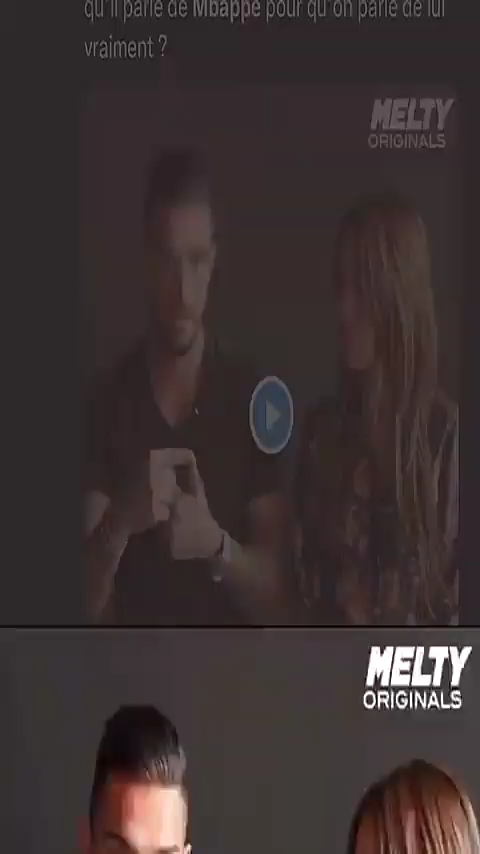 qu'il parle de Mbappé pour qu'on parle de lui
vraiment ?
MELTY
ORIGINALS
MELTY
ORIGINALS